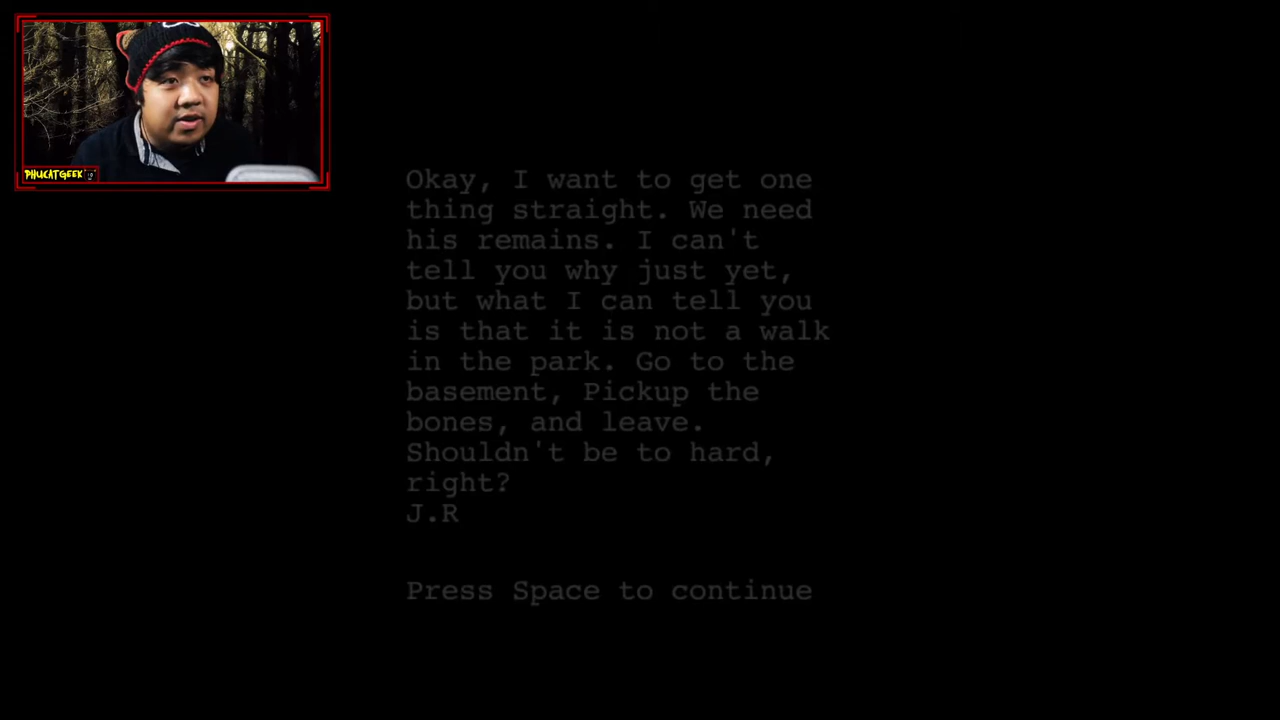 PHUCATGEEK
Okay, I want to get one
thing straight. We need
his remains. I can't
tell you why just yet,
but what I can tell you
is that it is not a walk
in the park. Go to the
basement, Pickup the
bones, and leave.
Shouldn't be to hard,
right?
J.R
Press Space to continue